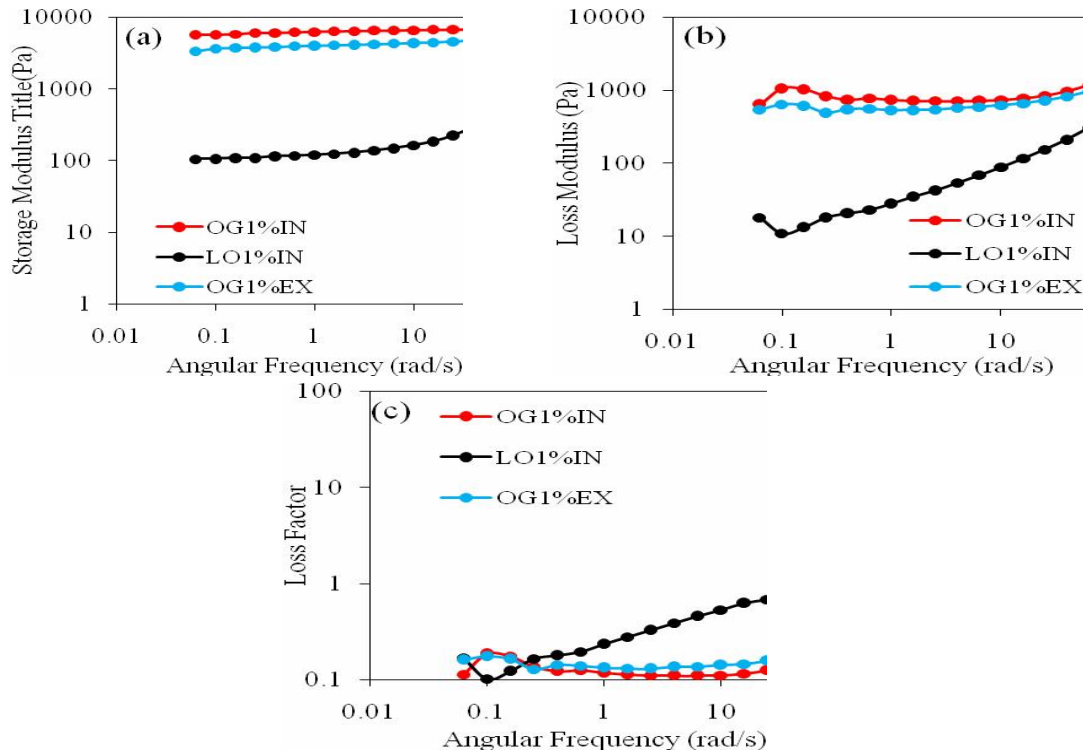 (a)
Storage Modulus Title(Pa)
10000
1000
100
10
1
OG1%IN
LO1%IN
OG1%EX
0.01 0.1 1 10
Angular Frequency (rad/s)
(b)
Loss Modulus (Pa)
10000
1000
100
10
1
OG1%IN
LO1%IN
OG1%EX
0.01 0.1 1 10
Angular Frequency (rad/s)
(c)
Loss Factor
100
10
1
0.1
OG1%IN
LO1%IN
OG1%EX
0.01 0.1 1 10
Angular Frequency (rad/s)